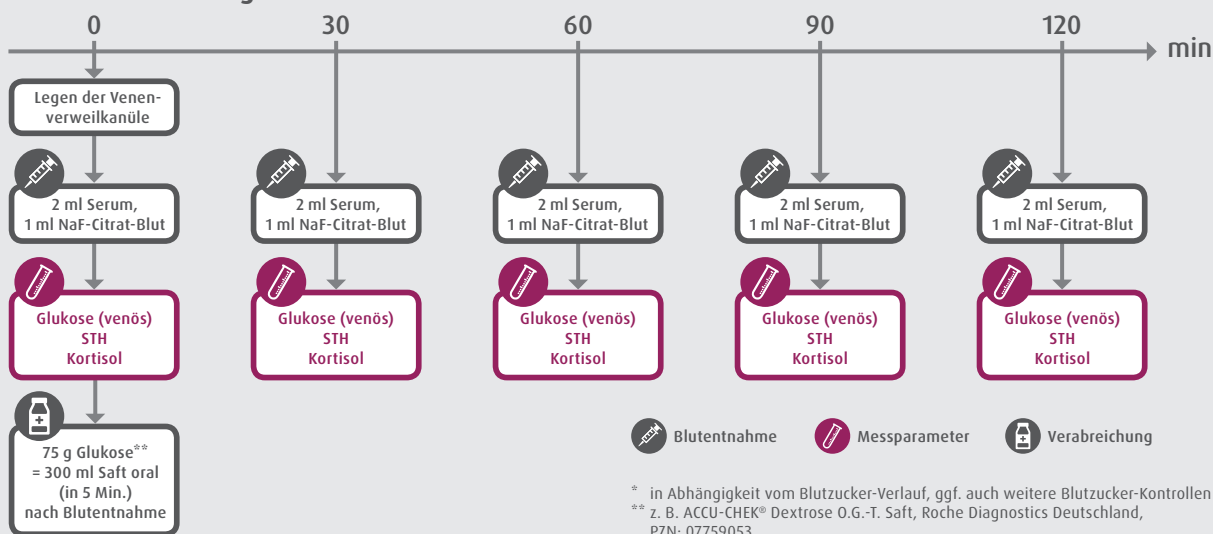 0 30 60 90 120
min
Legen der Venen-
verweilkanüle
2 ml Serum,
1 ml NaF-Citrat-Blut
2 ml Serum,
1 ml NaF-Citrat-Blut
2 ml Serum,
1 ml NaF-Citrat-Blut
2 ml Serum,
1 ml NaF-Citrat-Blut
2 ml Serum,
1 ml NaF-Citrat-Blut
Glukose (venös)
STH
Kortisol
Glukose (venös)
STH
Kortisol
Glukose (venös)
STH
Kortisol
Glukose (venös)
STH
Kortisol
Glukose (venös)
STH
Kortisol
75 g Glukose**
= 300 ml Saft oral
(in 5 Min.)
nach Blutentnahme
Blutentnahme
Messparameter
Verabreichung
* in Abhängigkeit vom Blutzucker-Verlauf, ggf. auch weitere Blutzucker-Kontrollen
** z. B. ACCU-CHEK® Dextrose O.G.-T. Saft, Roche Diagnostics Deutschland,
PZN: 07759053